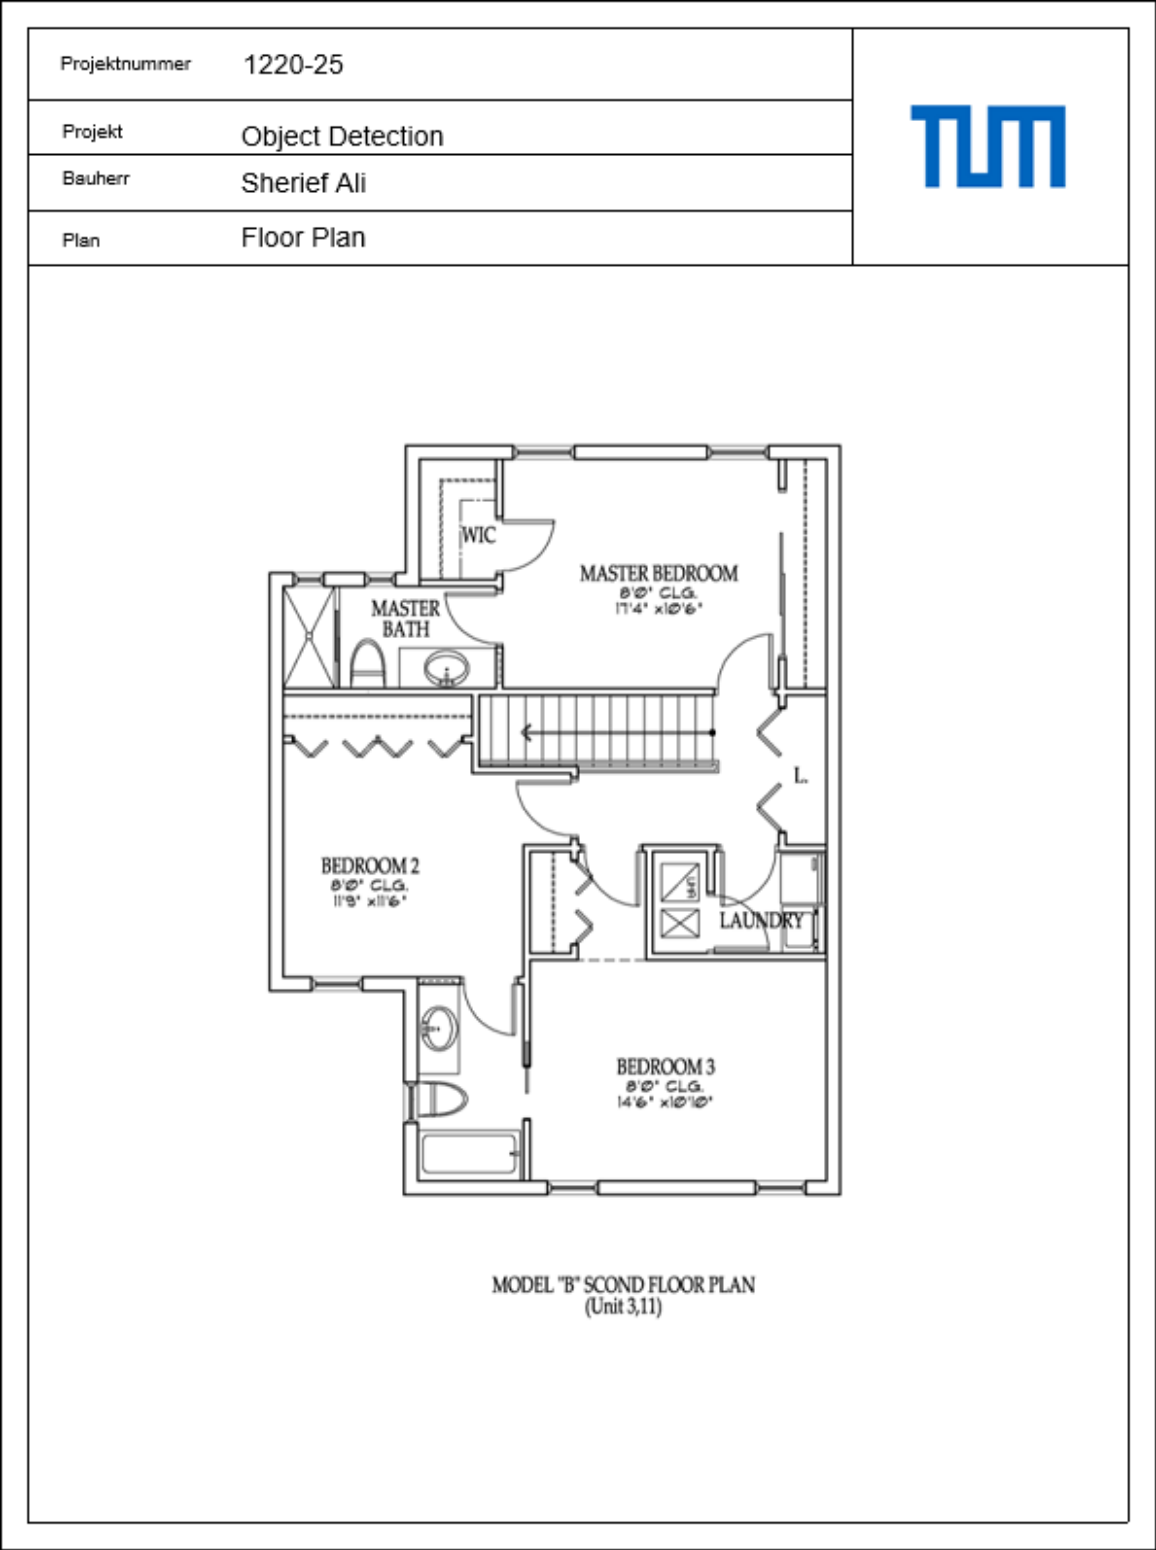 Projektnummer 1220-25
TUM
Projekt Object Detection
Bauherr Sherief Ali
Plan Floor Plan
WIC
MASTER BEDROOM
8'0" CLG.
17'4" x10'6"
MASTER
BATH
L.
BEDROOM 2
8'0" CLG.
11'9" x11'6"
LAUNDRY
BEDROOM 3
8'0" CLG.
14'6" x10'10"
MODEL "B" SCOND FLOOR PLAN
(Unit 3,11)